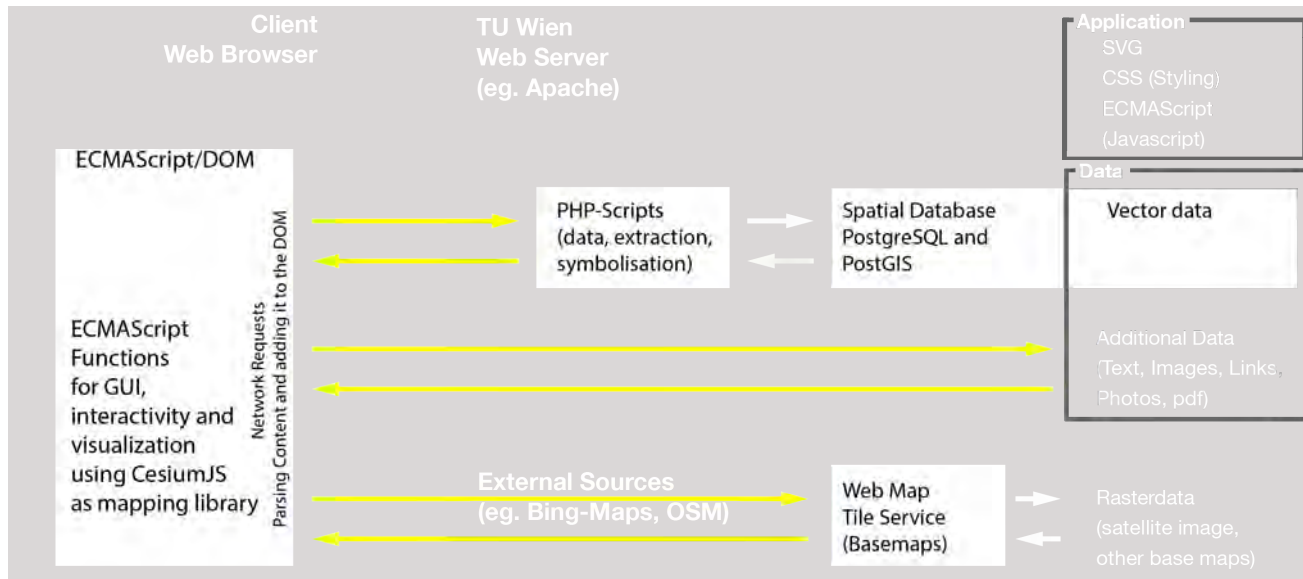 Client
Web Browser
TU Wien
Web Server
(eg. Apache)
Application
SVG
CSS (Styling)
ECMAScript
(Javascript)
ECMAScript/DOM
ECMAScript
Functions
for GUI,
interactivity and
visualization
using CesiumJS
as mapping library
Network Requests
Parsing Content and adding it to the DOM
PHP-Scripts
(data, extraction,
symbolisation)
Spatial Database
PostgreSQL and
PostGIS
Data
Vector data
Additional Data
(Text, Images, Links,
Photos, pdf)
External Sources
(eg. Bing-Maps, OSM)
Web Map
Tile Service
(Basemaps)
Rasterdata
(satellite image,
other base maps)